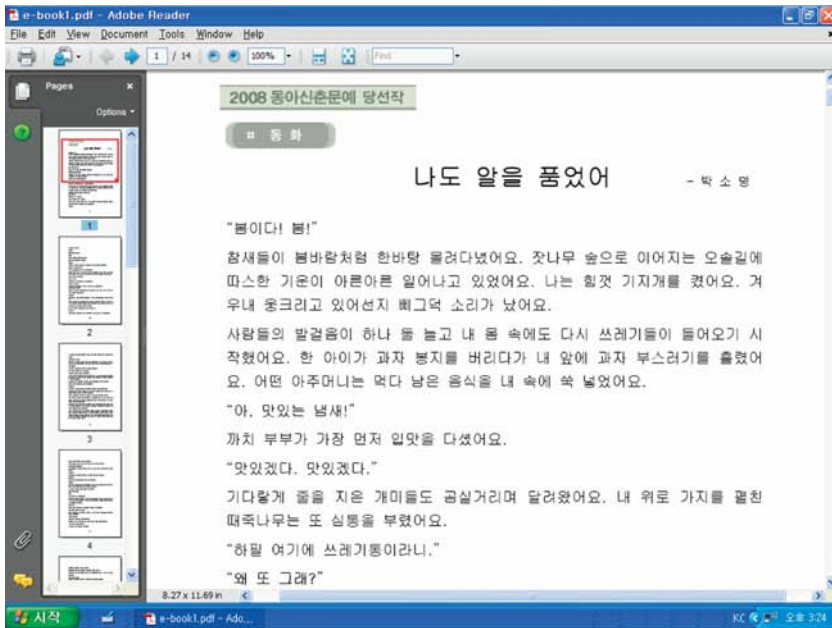 e-book1.pdf - Adobe Reader
File Edit View Document Tools Window Help
1 / 14 100% Find
Pages
Options
1
2
3
4
2008 동아신춘문예 당선작
¤ 동 화
나도 알을 품었어 - 박 소 명
“봄이다! 봄!”
참새들이 봄바람처럼 한바탕 몰려다녔어요. 잣나무 숲으로 이어지는 오솔길에
따스한 기운이 아른아른 일어나고 있었어요. 나는 힘껏 기지개를 켰어요. 겨
우내 웅크리고 있어선지 삐그덕 소리가 났어요.
사람들의 발걸음이 하나 둘 늘고 내 몸 속에도 다시 쓰레기들이 들어오기 시
작했어요. 한 아이가 과자 봉지를 버리다가 내 앞에 과자 부스러기를 흘렸어
요. 어떤 아주머니는 먹다 남은 음식을 내 속에 쑥 넣었어요.
“아, 맛있는 냄새!”
까치 부부가 가장 먼저 입맛을 다셨어요.
“맛있겠다. 맛있겠다.”
기다랗게 줄을 지은 개미들도 곰실거리며 달려왔어요. 내 위로 가지를 펼친
때죽나무는 또 심통을 부렸어요.
“하필 여기에 쓰레기통이라니.”
“왜 또 그래?”
8.27 x 11.69 in
시작 e-book1.pdf - Ado... KC 오후 3:24